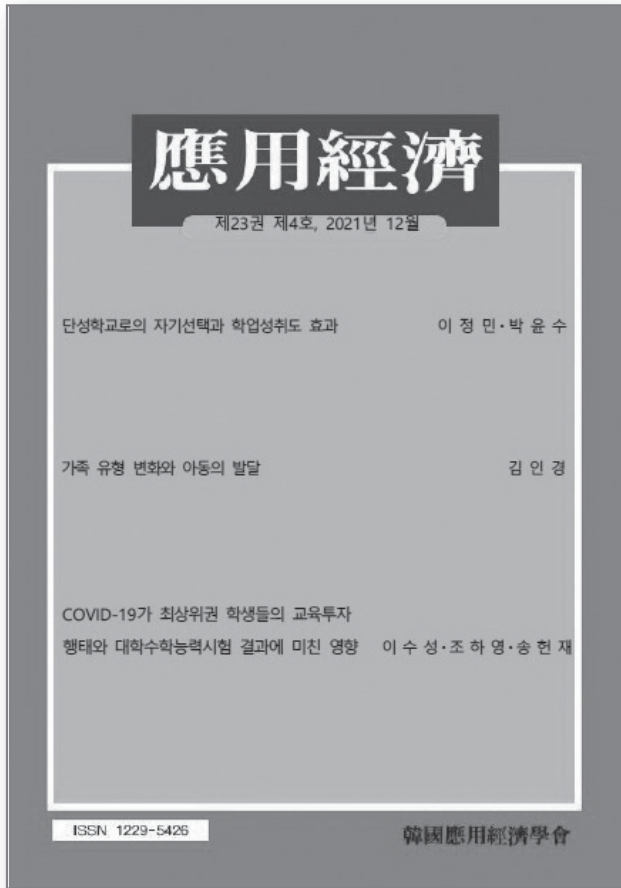 應用經濟
제23권 제4호, 2021년 12월
단성학교로의 자기선택과 학업성취도 효과 이 정 민·박 윤 수
가족 유형 변화와 아동의 발달 김 인 경
COVID-19가 최상위권 학생들의 교육투자
행태와 대학수학능력시험 결과에 미친 영향 이 수 성·조 하 영·송 헌 재
ISSN 1229-5426
韓國應用經濟學會